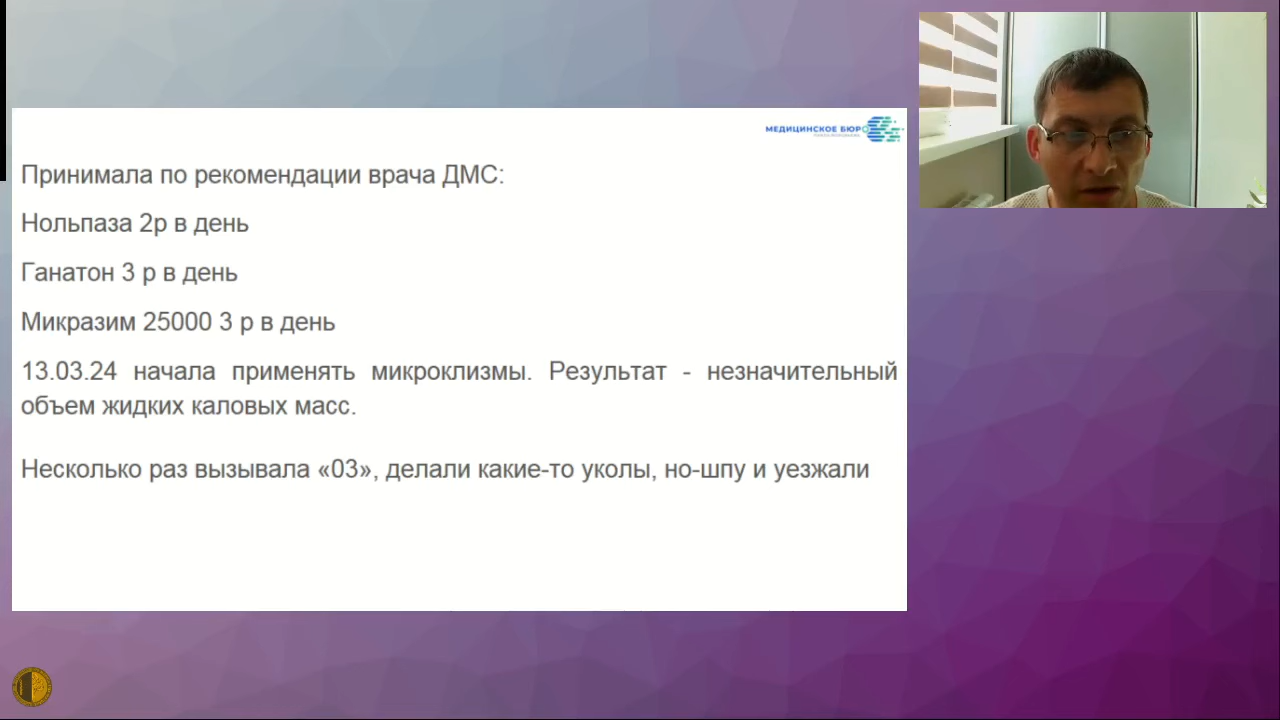 МЕДИЦИНСКОЕ БЮРО
Принимала по рекомендации врача ДМС:
Нольпаза 2р в день
Ганатон 3 р в день
Микразим 25000 3 р в день
13.03.24 начала применять микроклизмы. Результат - незначительный
объем жидких каловых масс.
Несколько раз вызывала «03», делали какие-то уколы, но-шпу и уезжали